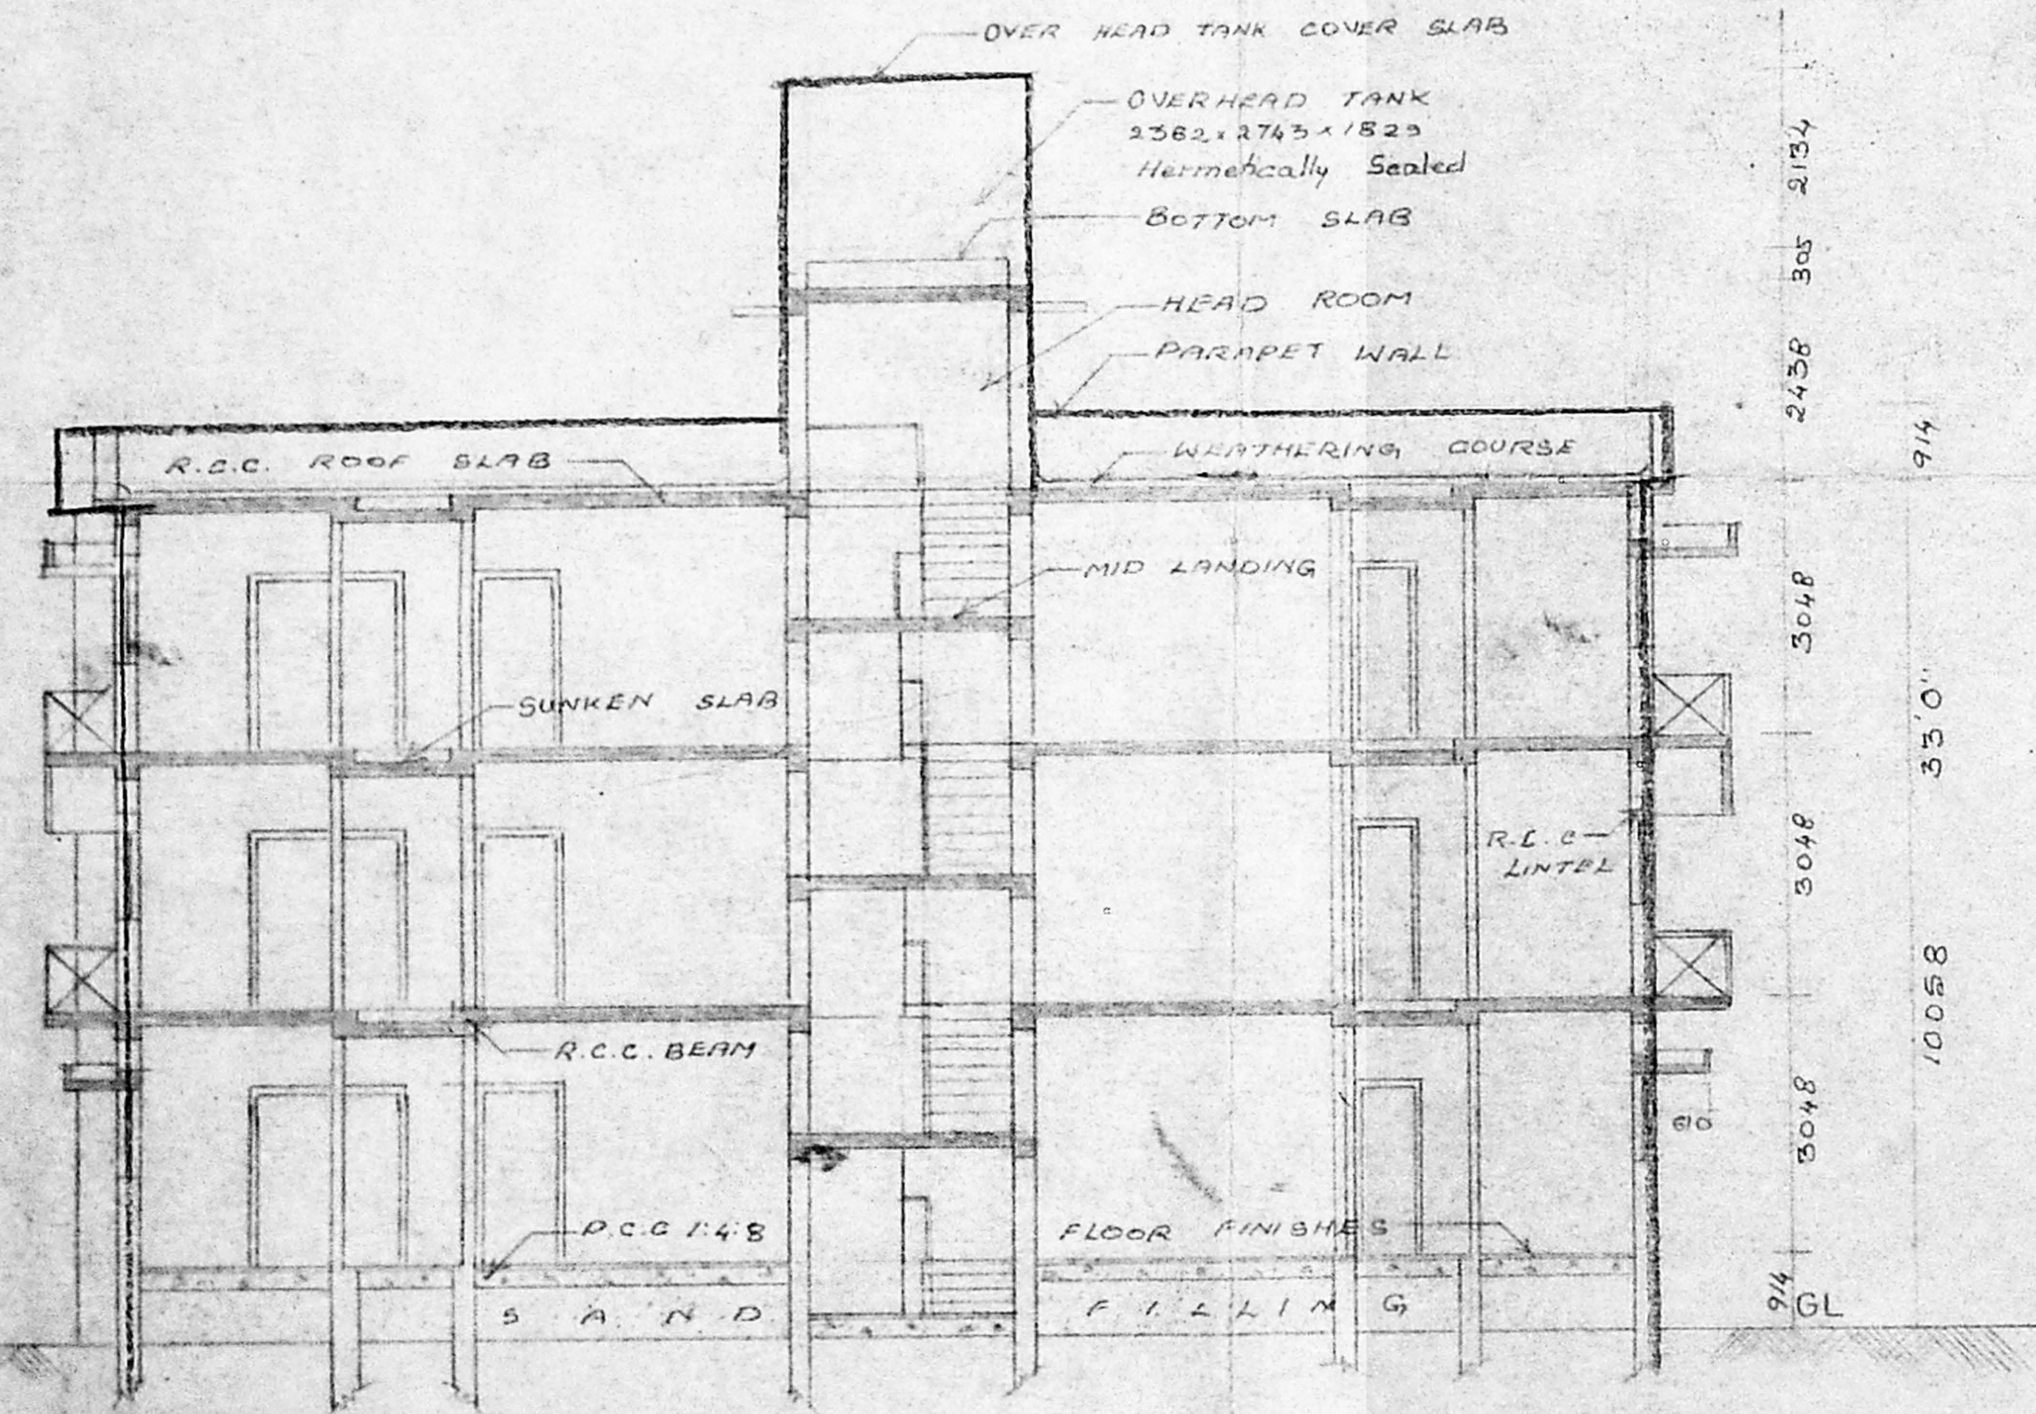 OVER HEAD TANK COVER SLAB
OVERHEAD TANK
2362 x 2743 x 1829
Hermetically Sealed
BOTTOM SLAB
HEAD ROOM
PARAPET WALL
R.C.C. ROOF SLAB
WEATHERING COURSE
MID LANDING
SUNKEN SLAB
R.C.C
LINTEL
R.C.C. BEAM
P.C.C 1:4:8
FLOOR FINISHES
SAND FILLING
2134
305
2438
914
3048
33'0"
3048
10058
3048
610
914
GL